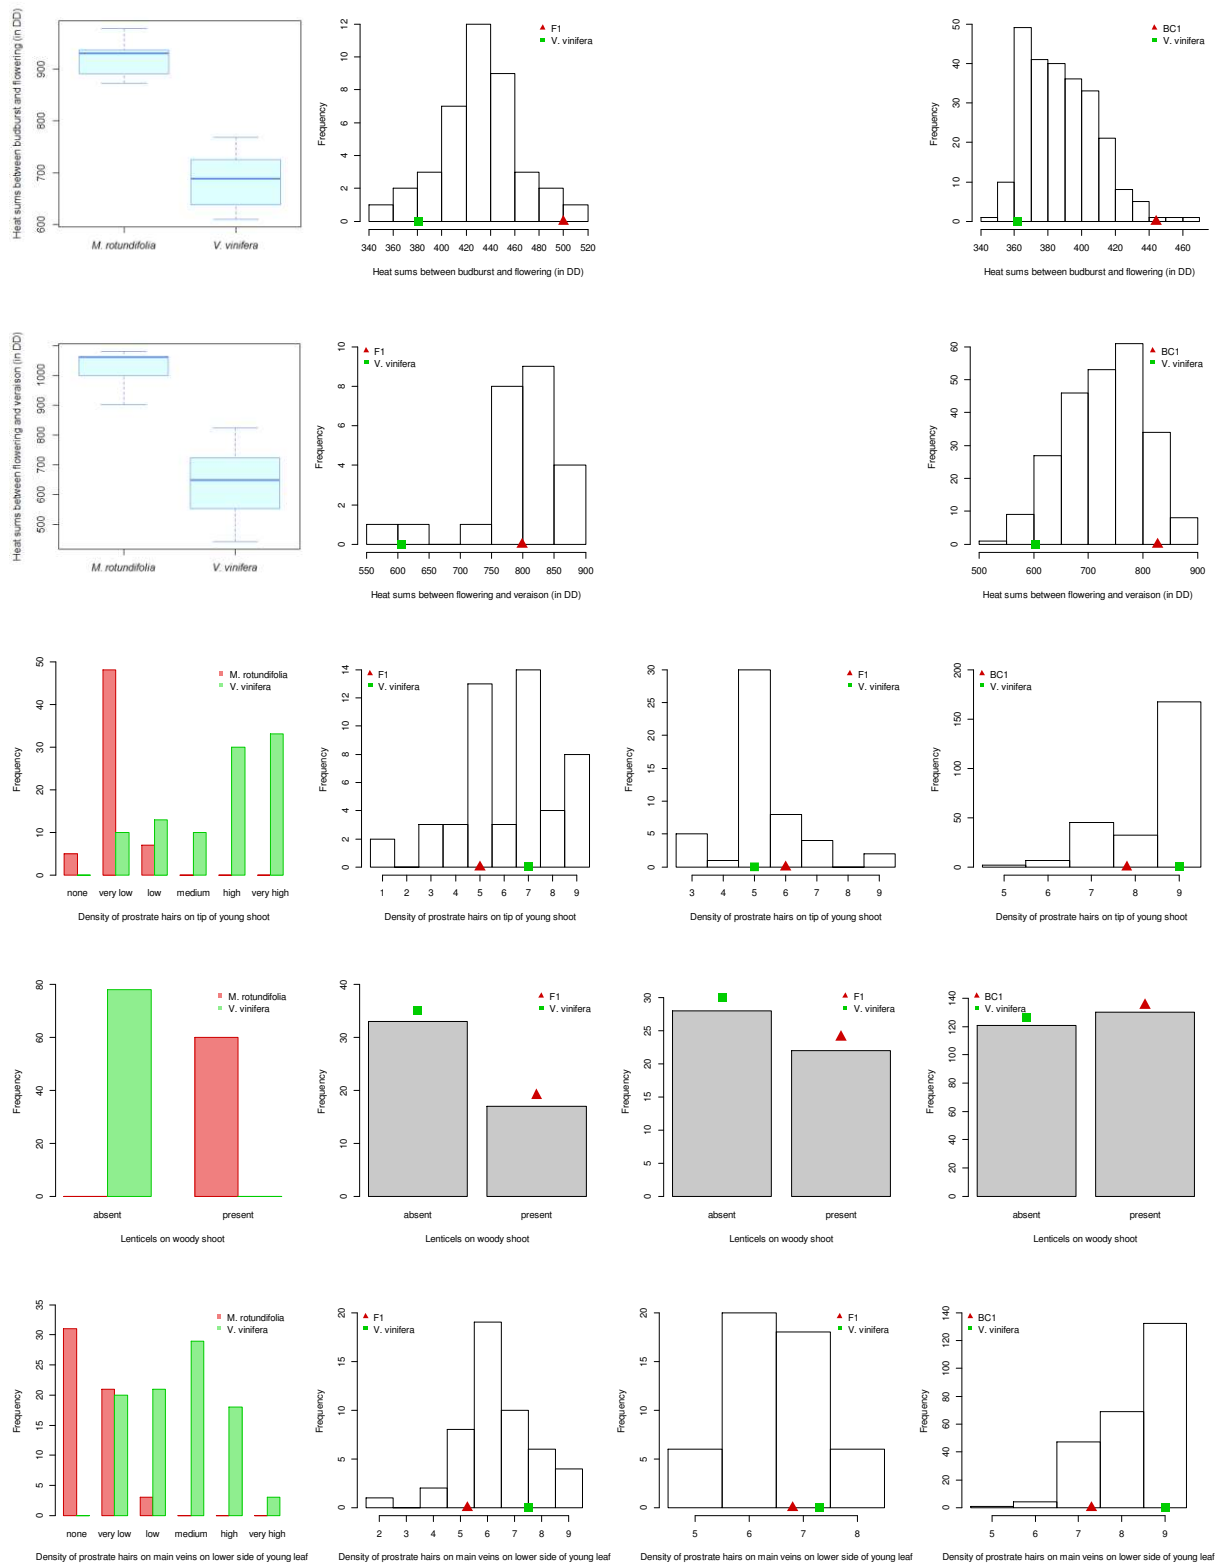 Heat sums between budburst and flowering (in DD)
600 700 800 900
M. rotundifolia V. vinifera
Frequency
0 2 4 6 8 10 12
F1
V. vinifera
340 360 380 400 420 440 460 480 500 520
Heat sums between budburst and flowering (in DD)
Frequency
0 10 20 30 40 50
BC1
V. vinifera
340 360 380 400 420 440 460
Heat sums between budburst and flowering (in DD)
Heat sums between flowering and veraison (in DD)
500 600 700 800 900 1000
M. rotundifolia V. vinifera
Frequency
0 2 4 6 8 10
F1
V. vinifera
550 600 650 700 750 800 850 900
Heat sums between flowering and veraison (in DD)
Frequency
0 10 20 30 40 50 60
BC1
V. vinifera
500 600 700 800 900
Heat sums between flowering and veraison (in DD)
Frequency
0 10 20 30 40 50
M. rotundifolia
V. vinifera
none very low low medium high very high
Density of prostrate hairs on tip of young shoot
Frequency
0 2 4 6 8 10 12 14
F1
V. vinifera
1 2 3 4 5 6 7 8 9
Density of prostrate hairs on tip of young shoot
Frequency
0 5 10 15 20 25 30
F1
V. vinifera
3 4 5 6 7 8 9
Density of prostrate hairs on tip of young shoot
Frequency
0 50 100 150 200
BC1
V. vinifera
5 6 7 8 9
Density of prostrate hairs on tip of young shoot
Frequency
0 20 40 60 80
M. rotundifolia
V. vinifera
absent present
Lenticels on woody shoot
Frequency
0 10 20 30 40
F1
V. vinifera
absent present
Lenticels on woody shoot
Frequency
0 5 10 15 20 25 30
F1
V. vinifera
absent present
Lenticels on woody shoot
Frequency
0 20 40 60 80 100 120 140
BC1
V. vinifera
absent present
Lenticels on woody shoot
Frequency
0 5 10 15 20 25 30 35
M. rotundifolia
V. vinifera
none very low low medium high very high
Density of prostrate hairs on main veins on lower side of young leaf
Frequency
0 5 10 15 20
F1
V. vinifera
2 3 4 5 6 7 8 9
Density of prostrate hairs on main veins on lower side of young leaf
Frequency
0 5 10 15 20
F1
V. vinifera
5 6 7 8
Density of prostrate hairs on main veins on lower side of young leaf
Frequency
0 20 40 60 80 100 120 140
BC1
V. vinifera
5 6 7 8 9
Density of prostrate hairs on main veins on lower side of young leaf